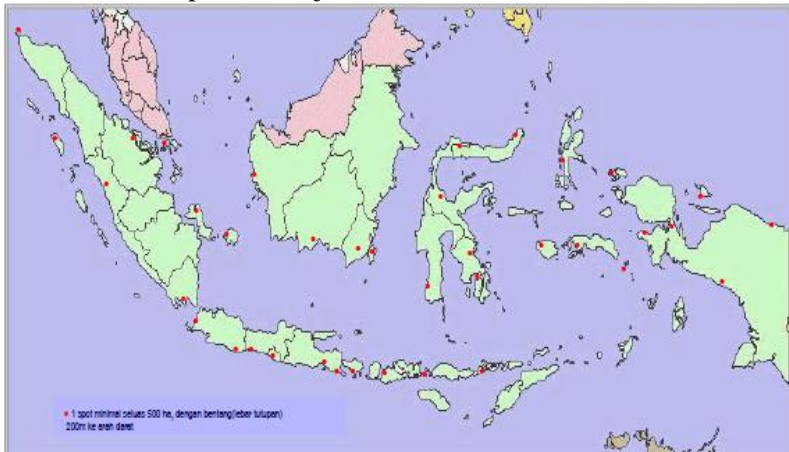 1 spot minimal seluas 500 ha, dengan bentang(lebar tutupan)
200m ke arah darat